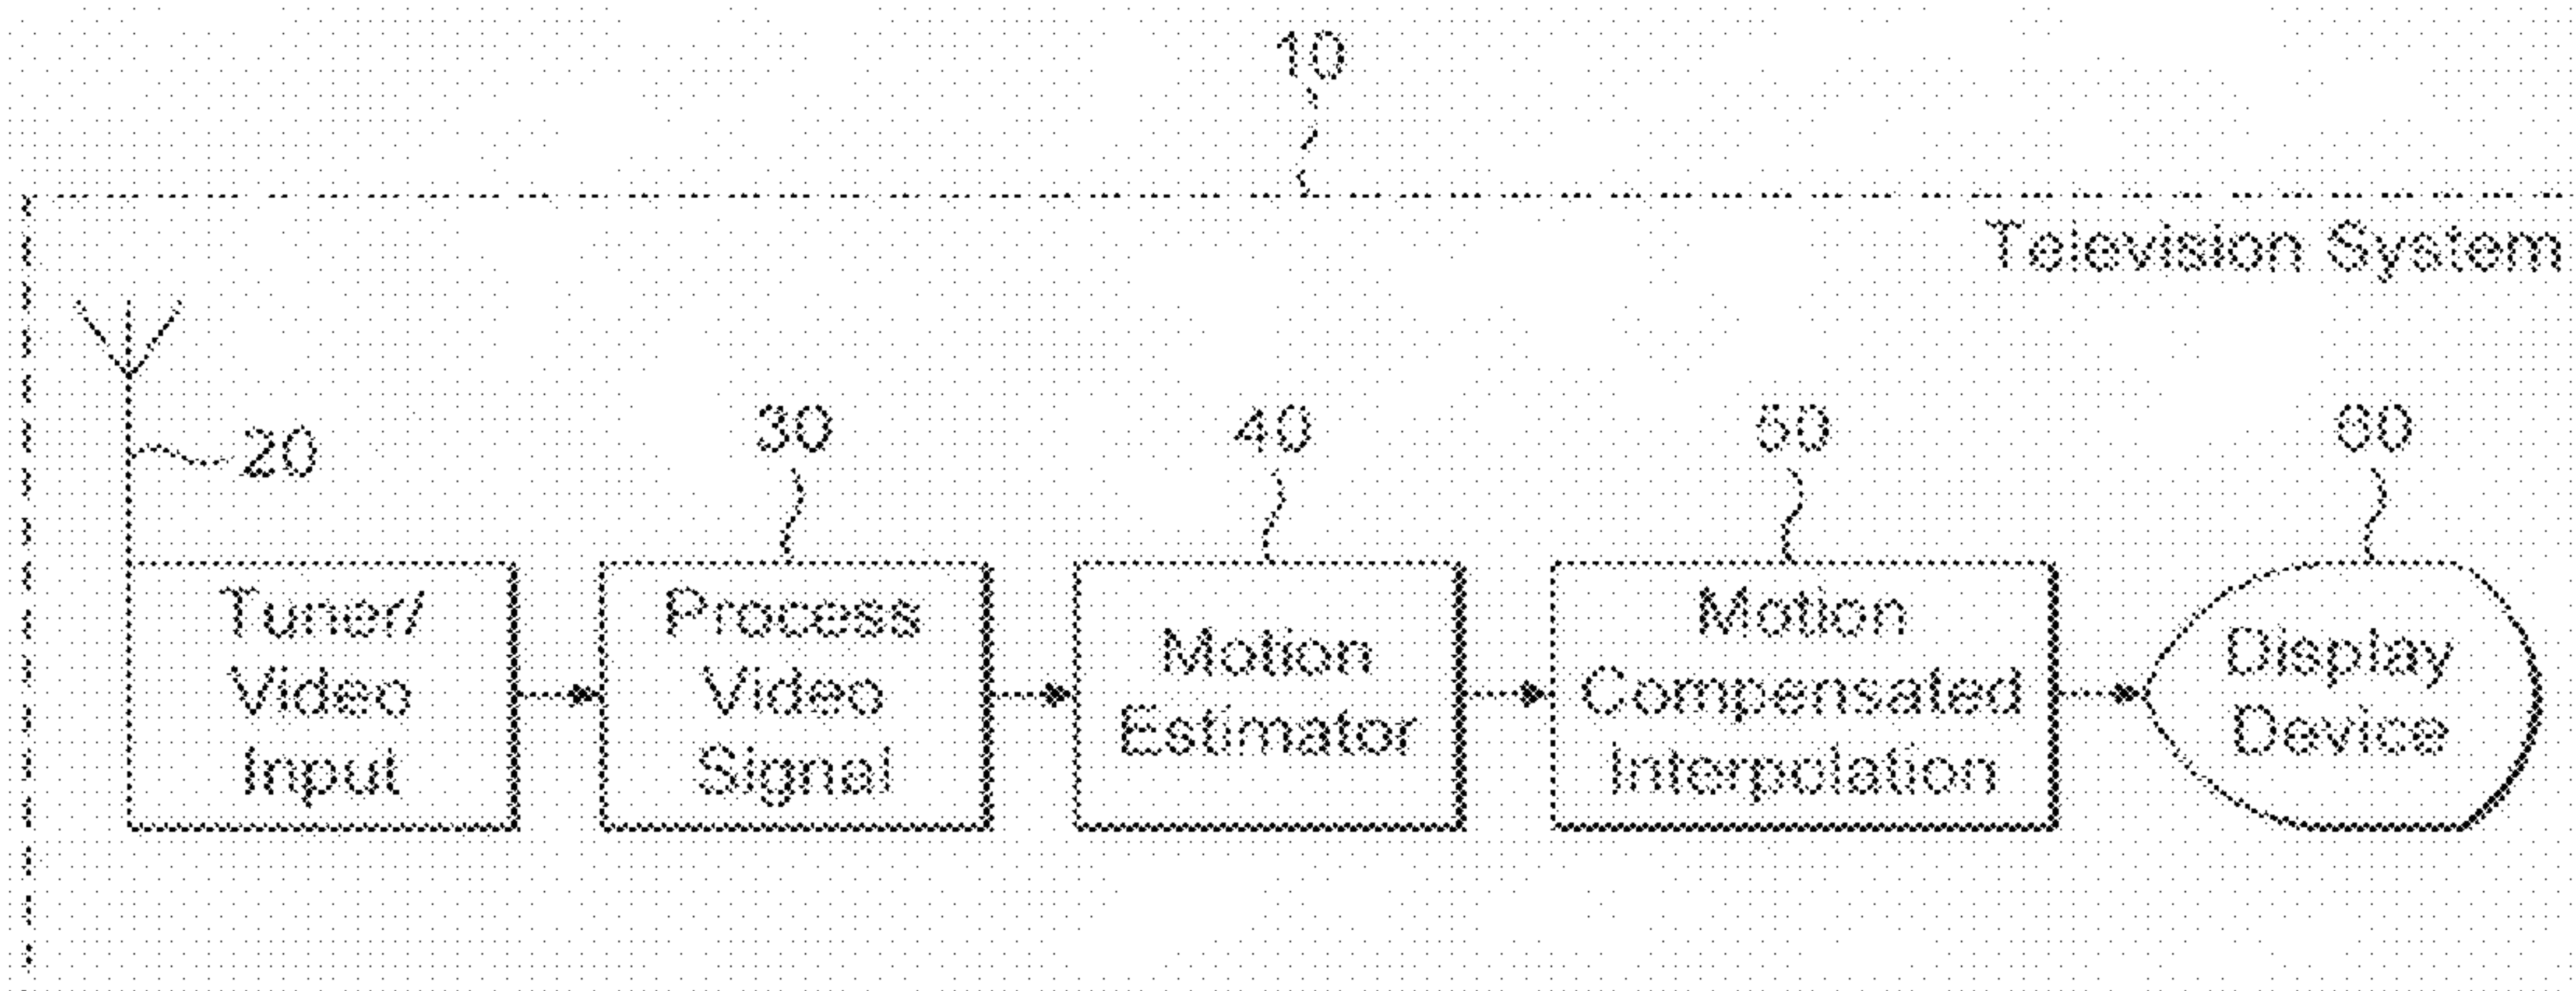 10
Television System
20
30
40
50
60
Tuner/
Video
Input
Process
Video
Signal
Motion
Estimator
Motion
Compensated
Interpolation
Display
Device